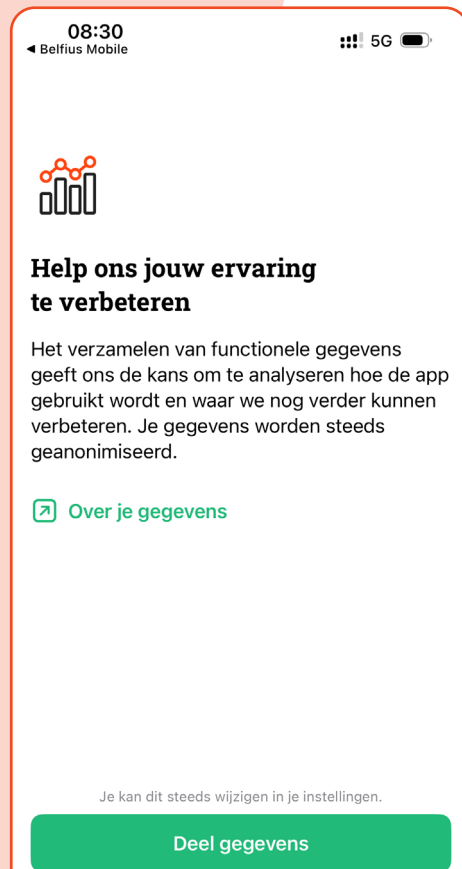 08:30
◀ Belfius Mobile
5G
Help ons jouw ervaring
te verbeteren
Het verzamelen van functionele gegevens
geeft ons de kans om te analyseren hoe de app
gebruikt wordt en waar we nog verder kunnen
verbeteren. Je gegevens worden steeds
geanonimiseerd.
Over je gegevens
Je kan dit steeds wijzigen in je instellingen.
Deel gegevens